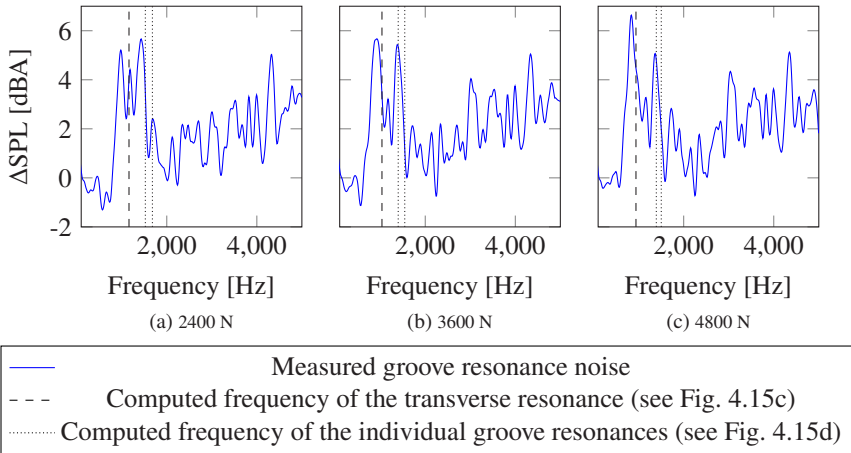 6
4
2
0
-2
ΔSPL [dBA]
2,000 4,000
Frequency [Hz]
(a) 2400 N
2,000 4,000
Frequency [Hz]
(b) 3600 N
2,000 4,000
Frequency [Hz]
(c) 4800 N
Measured groove resonance noise
Computed frequency of the transverse resonance (see Fig. 4.15c)
Computed frequency of the individual groove resonances (see Fig. 4.15d)